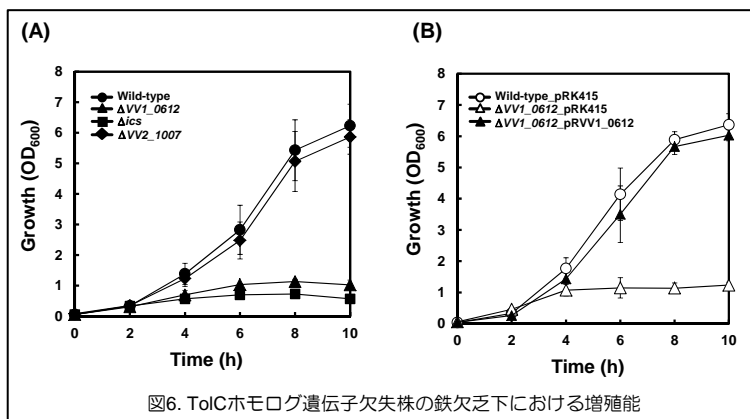 (A)
Growth (OD600)
8
7
6
5
4
3
2
1
0
Wild-type
ΔVV1_0612
Δics
ΔVV2_1007
0 2 4 6 8 10
Time (h)
(B)
Growth (OD600)
8
7
6
5
4
3
2
1
0
Wild-type_pRK415
ΔVV1_0612_pRK415
ΔVV1_0612_pRVV1_0612
0 2 4 6 8 10
Time (h)
図6. TolCホモログ遺伝子欠失株の鉄欠乏下における増殖能